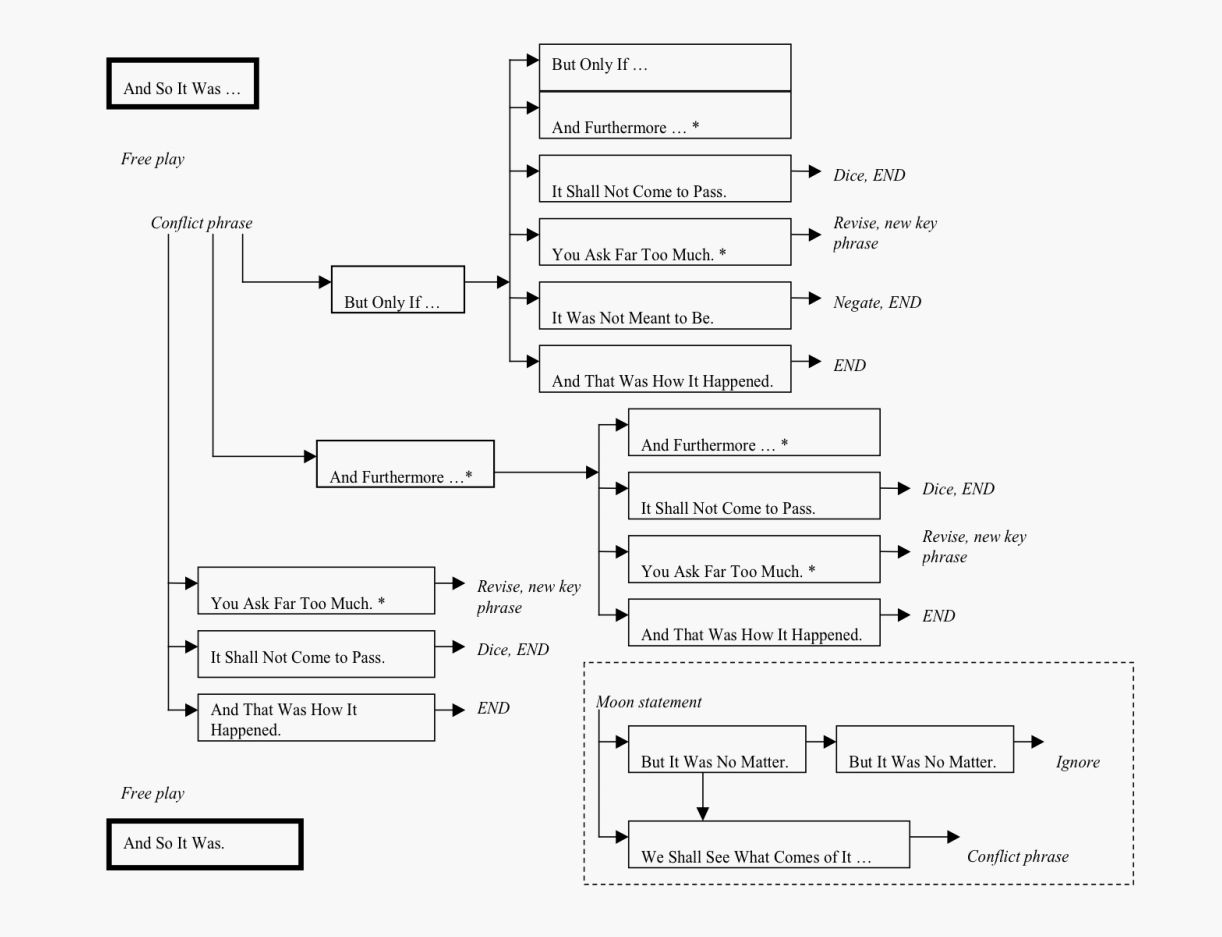 And So It Was …
Free play
Conflict phrase
But Only If …
But Only If …
And Furthermore … *
It Shall Not Come to Pass.
Dice, END
You Ask Far Too Much. *
Revise, new key
phrase
It Was Not Meant to Be.
Negate, END
And That Was How It Happened.
END
And Furthermore …*
And Furthermore … *
It Shall Not Come to Pass.
Dice, END
You Ask Far Too Much. *
Revise, new key
phrase
And That Was How It Happened.
END
You Ask Far Too Much. *
Revise, new key
phrase
It Shall Not Come to Pass.
Dice, END
And That Was How It
Happened.
END
Moon statement
But It Was No Matter.
But It Was No Matter.
Ignore
We Shall See What Comes of It …
Conflict phrase
Free play
And So It Was.